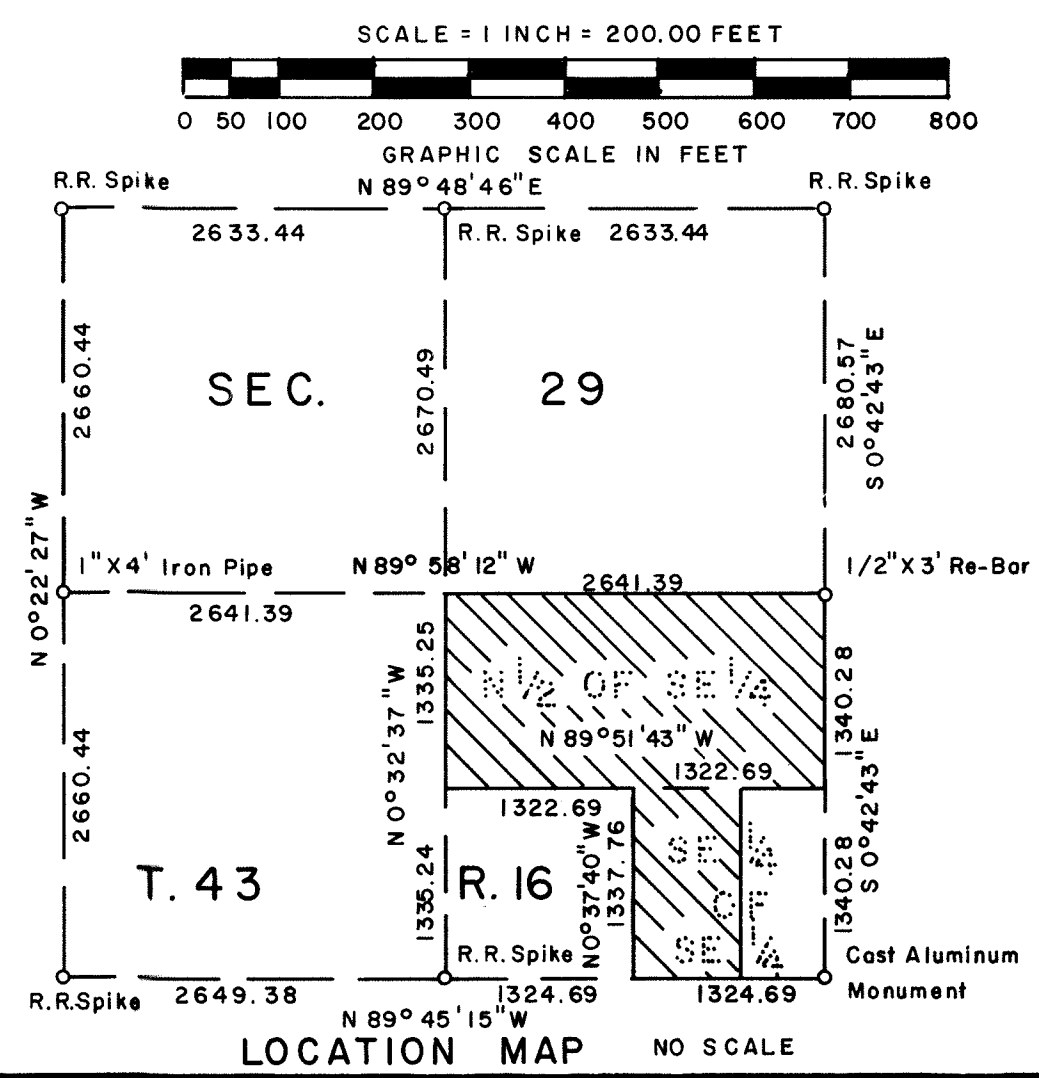 SCALE = 1 INCH = 200.00 FEET
0 50 100 200 300 400 500 600 700 800
GRAPHIC SCALE IN FEET
R.R. Spike
N 89° 48' 46" E
R.R. Spike
2633.44
R.R. Spike
2633.44
2660.44
2670.49
2680.57
S 0° 42' 43" E
SEC.
29
N 0° 22' 27" W
1" X 4' Iron Pipe
N 89° 58' 12" W
1/2" X 3' Re-Bar
2641.39
2641.39
1335.25
N 0° 32' 37" W
N 1/2 OF SE 1/4
1340.28
N 89° 51' 43" W
1322.69
1322.69
2660.44
S 0° 42' 43" E
T. 43
R. 16
1335.24
N 0° 37' 40" W
1337.76
SE 1/4
OF
SE 1/4
1340.28
R.R. Spike
Cast Aluminum
Monument
R.R. Spike
2649.38
1324.69
1324.69
N 89° 45' 15" W
LOCATION MAP
NO SCALE